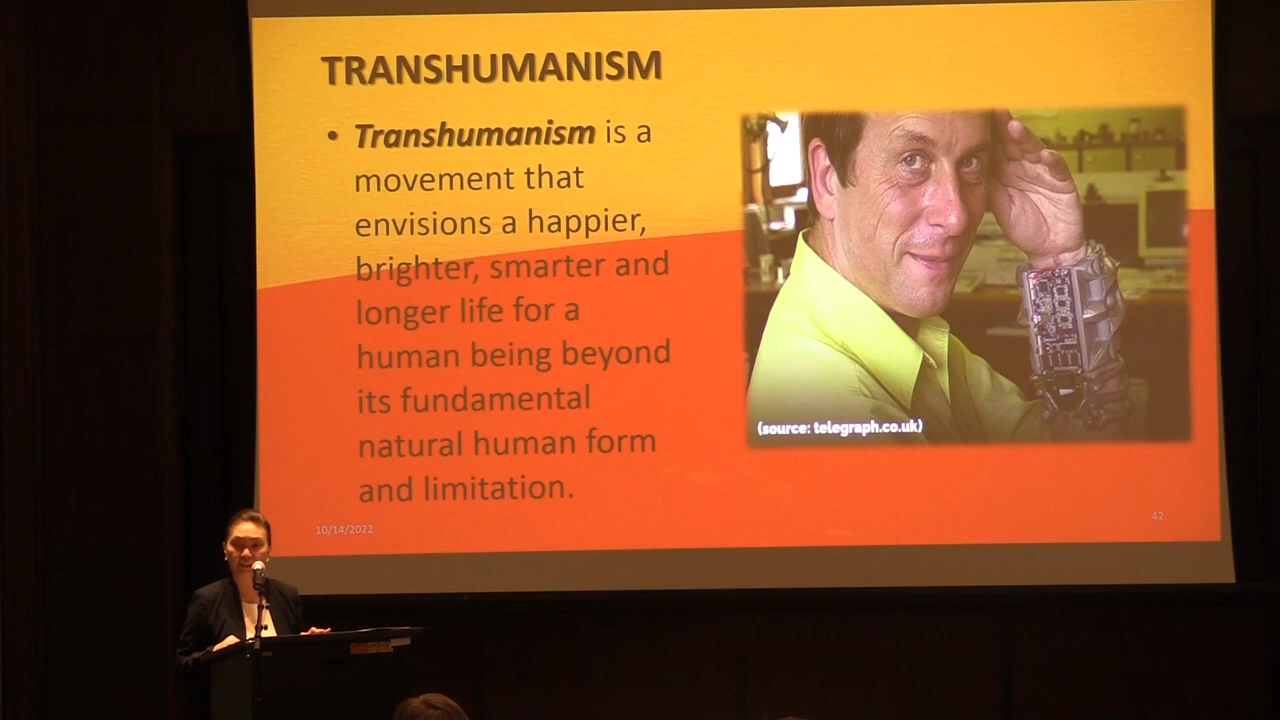 TRANSHUMANISM
• Transhumanism is a
movement that
envisions a happier,
brighter, smarter and
longer life for a
human being beyond
its fundamental
natural human form
and limitation.
(source: telegraph.co.uk)
10/14/2022
42